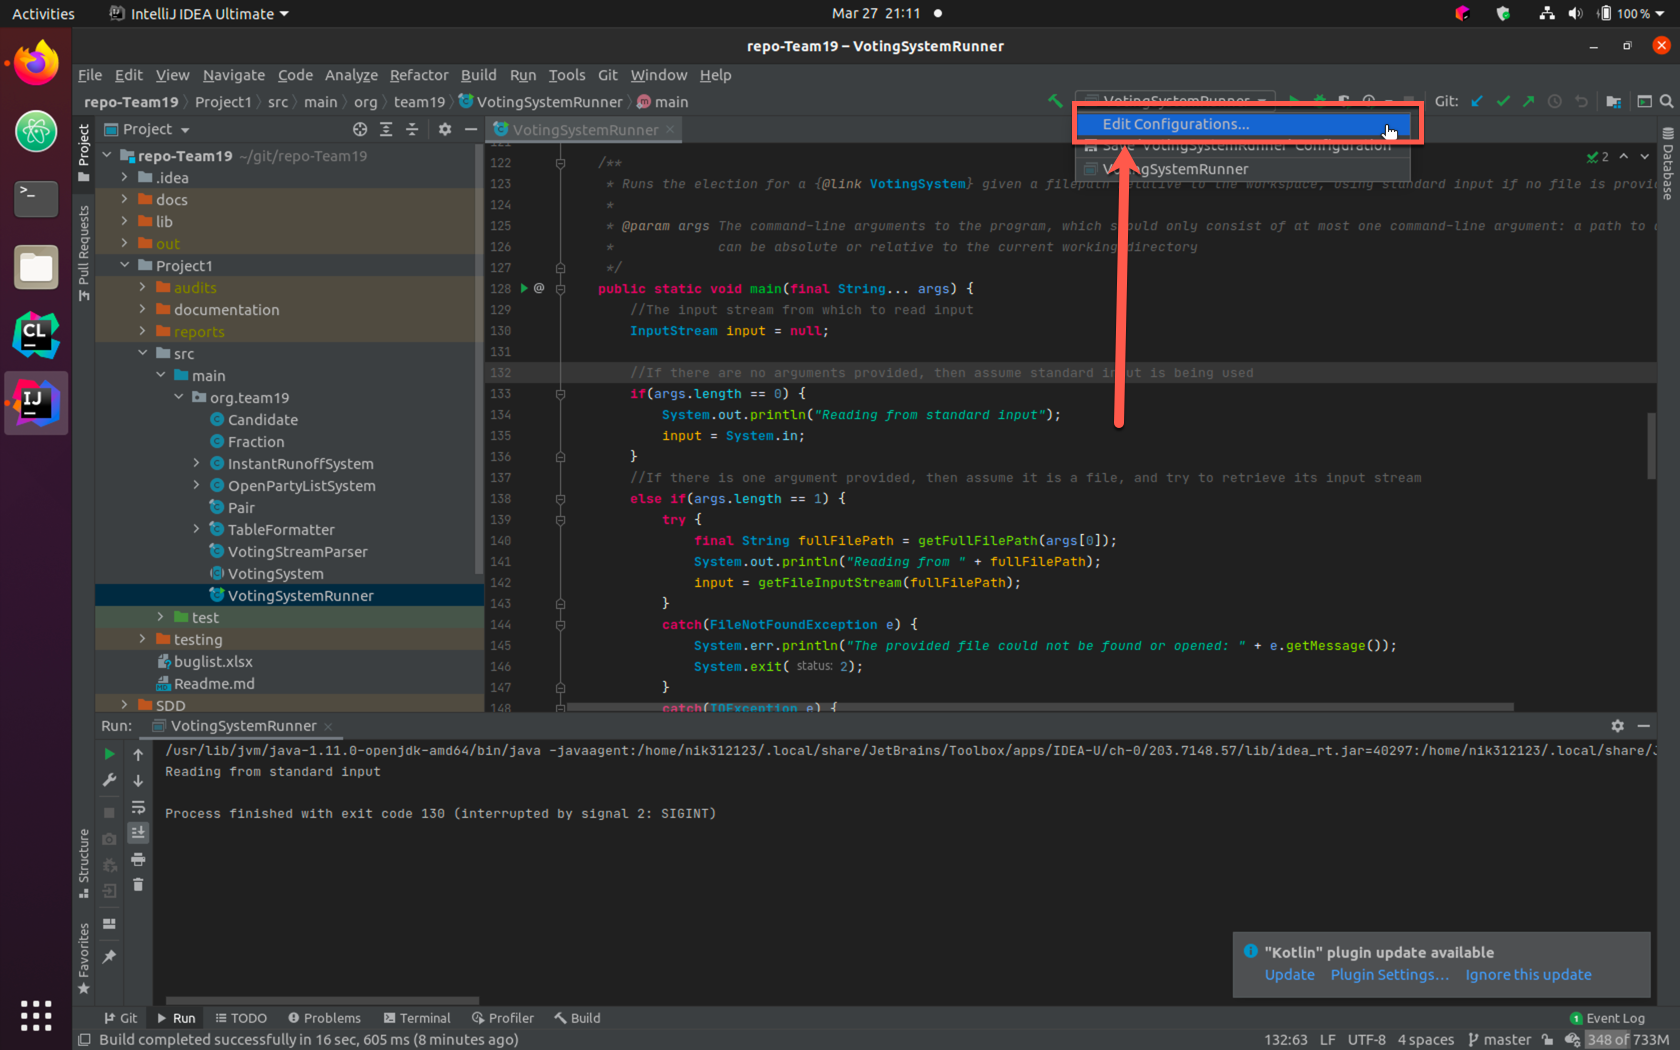 Activities
IntelliJ IDEA Ultimate
Mar 27 21:11
100 %
repo-Team19 – VotingSystemRunner
File Edit View Navigate Code Analyze Refactor Build Run Tools Git Window Help
repo-Team19 Project1 src main org team19 VotingSystemRunner main
VotingSystemRunner
Git:
Edit Configurations...
Save 'VotingSystemRunner' Configuration
VotingSystemRunner
Project
VotingSystemRunner
Project
Pull Requests
Structure
Favorites
Database
repo-Team19 ~/git/repo-Team19
.idea
docs
lib
out
Project1
audits
documentation
reports
src
main
org.team19
Candidate
Fraction
InstantRunoffSystem
OpenPartyListSystem
Pair
TableFormatter
VotingStreamParser
VotingSystem
VotingSystemRunner
test
testing
buglist.xlsx
Readme.md
SDD
2
122 /**
123 * Runs the election for a {@link VotingSystem} given a filepath relative to the workspace, using standard input if no file is provi
124 *
125 * @param args The command-line arguments to the program, which should only consist of at most one command-line argument: a path to
126 * can be absolute or relative to the current working directory
127 */
128 @ public static void main(final String... args) {
129 //The input stream from which to read input
130 InputStream input = null;
131
132 //If there are no arguments provided, then assume standard input is being used
133 if(args.length == 0) {
134 System.out.println("Reading from standard input");
135 input = System.in;
136 }
137 //If there is one argument provided, then assume it is a file, and try to retrieve its input stream
138 else if(args.length == 1) {
139 try {
140 final String fullFilePath = getFullFilePath(args[0]);
141 System.out.println("Reading from " + fullFilePath);
142 input = getFileInputStream(fullFilePath);
143 }
144 catch(FileNotFoundException e) {
145 System.err.println("The provided file could not be found or opened: " + e.getMessage());
146 System.exit( status: 2);
147 }
148 catch(IOException e) {
Run: VotingSystemRunner
/usr/lib/jvm/java-1.11.0-openjdk-amd64/bin/java -javaagent:/home/nik312123/.local/share/JetBrains/Toolbox/apps/IDEA-U/ch-0/203.7148.57/lib/idea_rt.jar=40297:/home/nik312123/.local/share/J
Reading from standard input
Process finished with exit code 130 (interrupted by signal 2: SIGINT)
"Kotlin" plugin update available
Update Plugin Settings... Ignore this update
Git Run TODO Problems Terminal Profiler Build
1 Event Log
Build completed successfully in 16 sec, 605 ms (8 minutes ago)
132:63 LF UTF-8 4 spaces master 348 of 733M